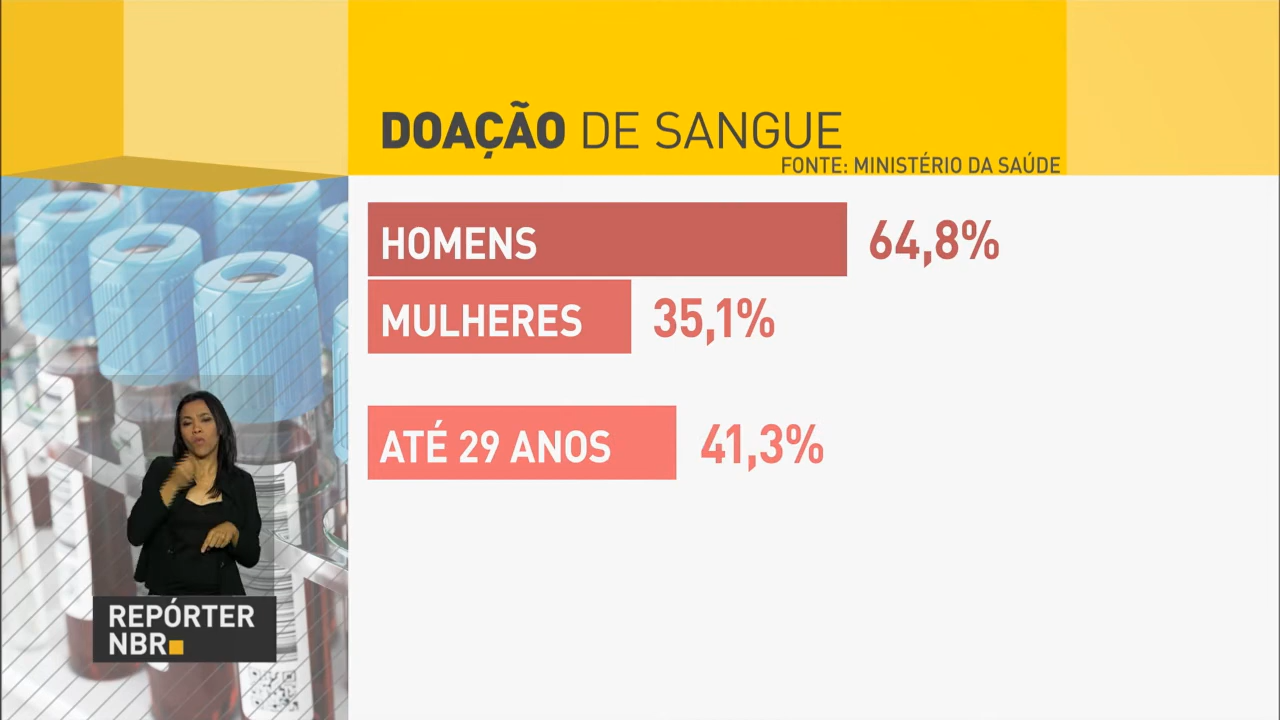 DOAÇÃO DE SANGUE
FONTE: MINISTÉRIO DA SAÚDE
HOMENS 64,8%
MULHERES 35,1%
ATÉ 29 ANOS 41,3%
REPÓRTER
NBR